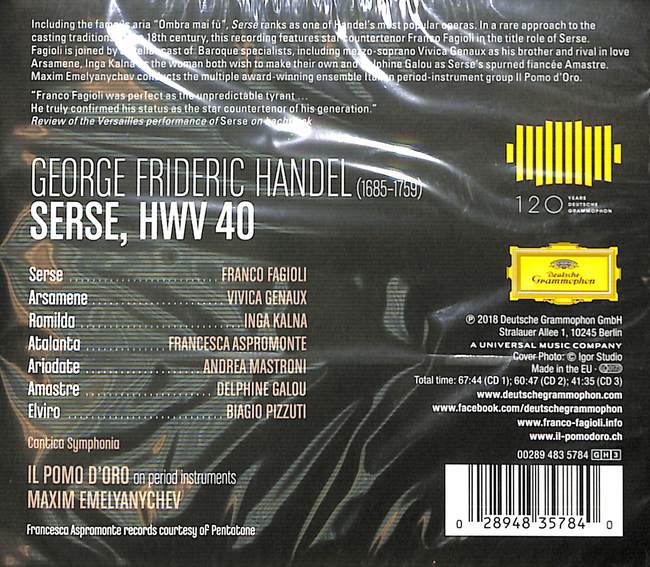 Including the famous aria “Ombra mai fù”, Serse ranks as one of Handel's most popular operas. In a rare approach to the
casting traditions 18th century, this recording features star countertenor Franco Fagioli in the title role of Serse.
Fagioli is joined by cast of Baroque specialists, including mezzo-soprano Vivica Genaux as his brother and rival in love
Arsamene, Inga Kalna as the woman both wish to make their own and Delphine Galou as Serse's spurned fiancée Amastre.
Maxim Emelyanychev conducts the multiple award-winning ensemble Italian period-instrument group Il Pomo d'Oro.
“Franco Fagioli was perfect as the unpredictable tyrant ...
He truly confirmed his status as the star countertenor of his generation.”
Review of the Versailles performance of Serse on bachtrack
GEORGE FRIDERIC HANDEL (1685–1759)
SERSE, HWV 40
120 YEARS
DEUTSCHE
GRAMMOPHON
Deutsche
Grammophon
Serse FRANCO FAGIOLI
Arsamene VIVICA GENAUX
Romilda INGA KALNA
Atalanta FRANCESCA ASPROMONTE
Ariodate ANDREA MASTRONI
Amastre DELPHINE GALOU
Elviro BIAGIO PIZZUTI
Cantica Symphonia
IL POMO D'ORO on period instruments
MAXIM EMELYANYCHEV
Francesca Aspromonte records courtesy of Pentatone
℗ 2018 Deutsche Grammophon GmbH
Stralauer Allee 1, 10245 Berlin
A UNIVERSAL MUSIC COMPANY
Cover Photo: © Igor Studio
Made in the EU ·
Total time: 67:44 (CD 1); 60:47 (CD 2); 41:35 (CD 3)
www.deutschegrammophon.com
www.facebook.com/deutschegrammophon
www.franco-fagioli.info
www.il-pomodoro.ch
00289 483 5784 GH3
0 28948 35784 0